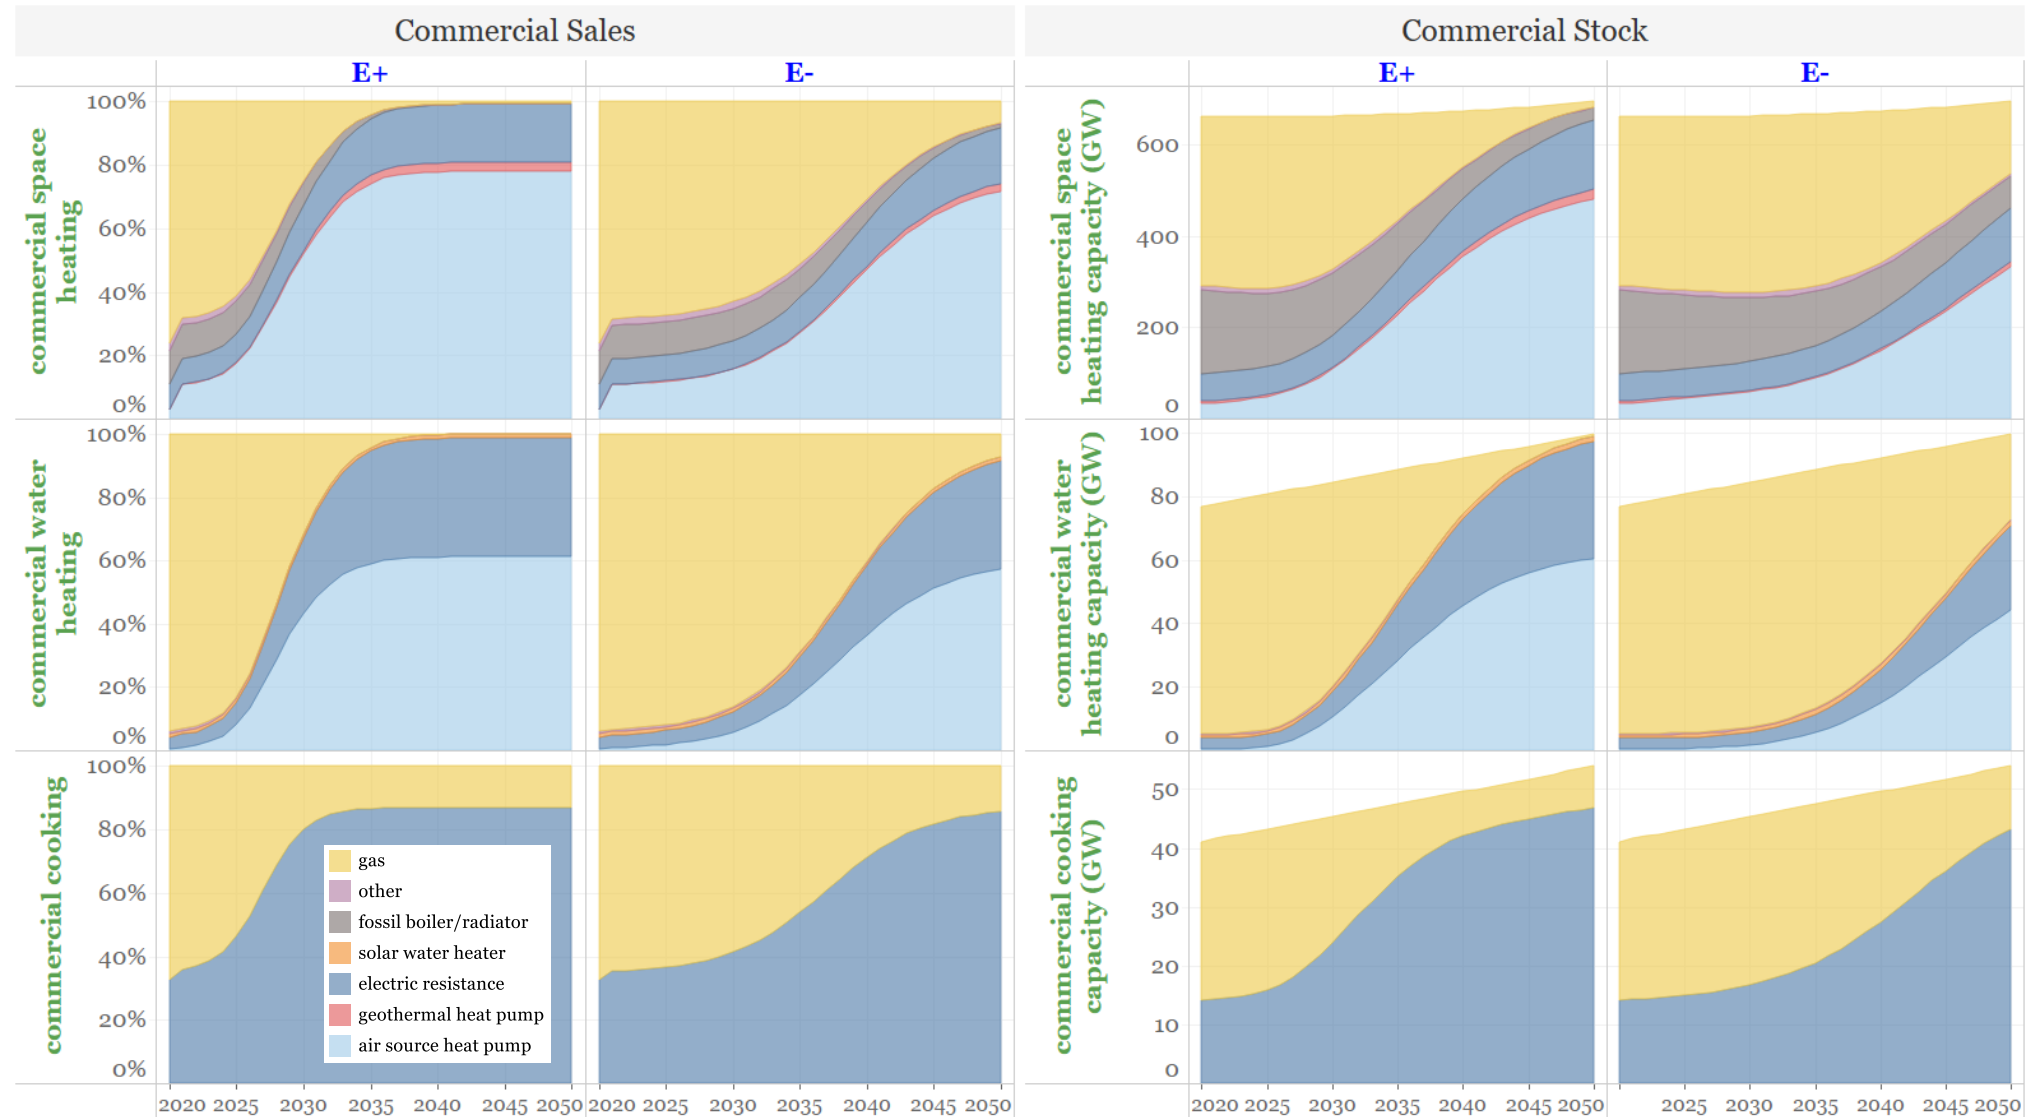 Commercial Sales
Commercial Stock
E+
E-
E+
E-
commercial space
heating
100%
80%
60%
40%
20%
0%
commercial space
heating capacity (GW)
600
400
200
0
commercial water
heating
100%
80%
60%
40%
20%
0%
commercial water
heating capacity (GW)
100
80
60
40
20
0
commercial cooking
100%
80%
60%
40%
20%
0%
gas
other
fossil boiler/radiator
solar water heater
electric resistance
geothermal heat pump
air source heat pump
commercial cooking
capacity (GW)
50
40
30
20
10
0
2020 2025 2030 2035 2040 2045 2050
2020 2025 2030 2035 2040 2045 2050
2020 2025 2030 2035 2040 2045 2050
2025 2030 2035 2040 2045 2050